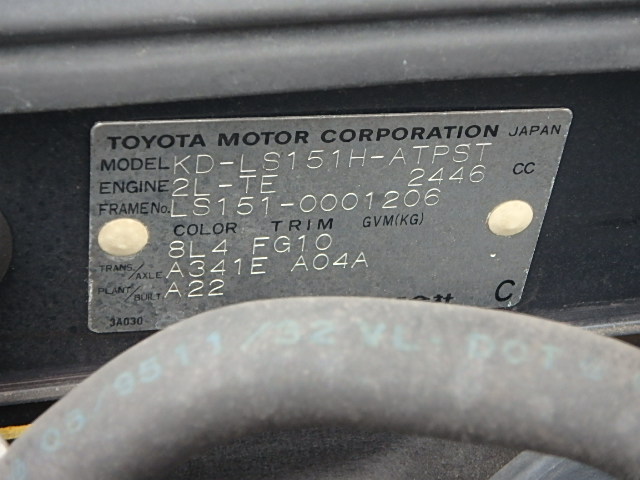 TOYOTA MOTOR CORPORATION JAPAN
MODEL KD-LS151H-ATPST
ENGINE 2L-TE 2446 CC
FRAME No. LS151-0001206
COLOR TRIM GVM(KG)
8L4 FG10
TRANS/AXLE A341E A04A
PLANT/BUILT A22
C
3A030